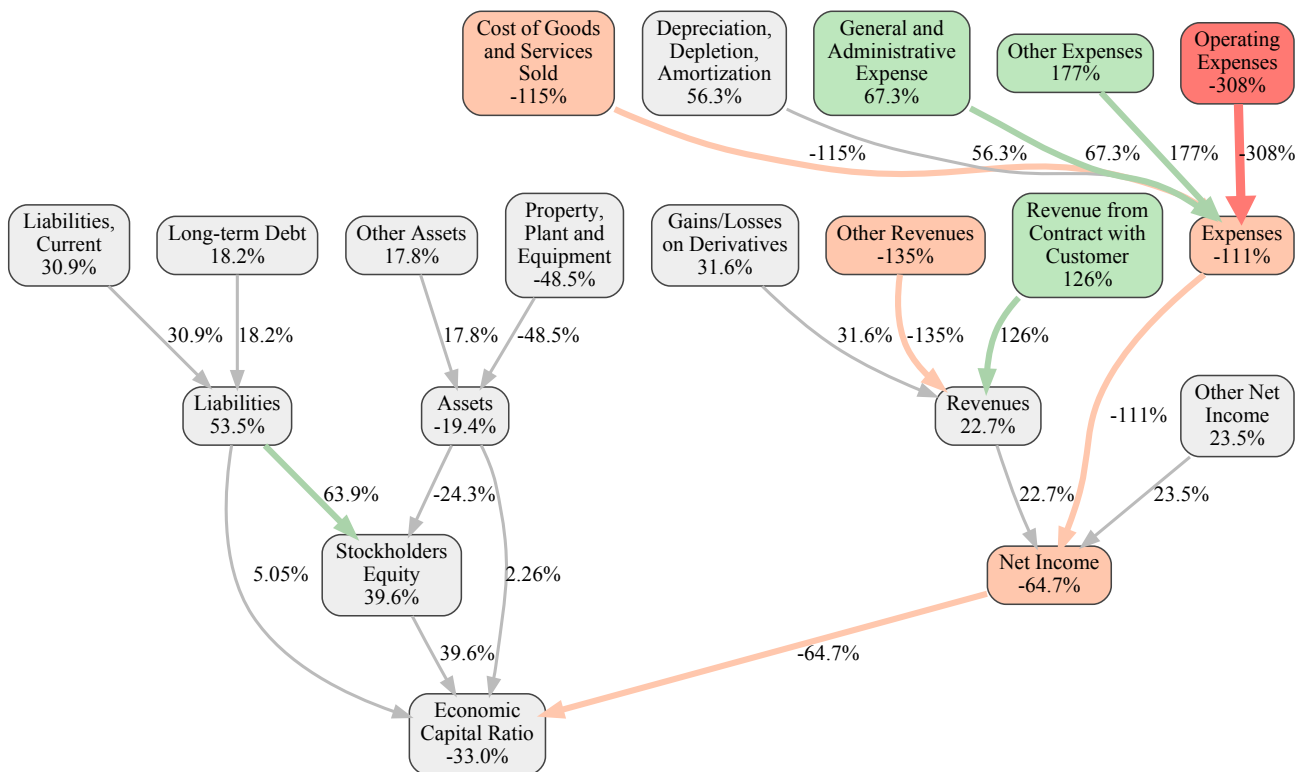 Cost of Goods
and Services
Sold
-115%
Depreciation,
Depletion,
Amortization
56.3%
General and
Administrative
Expense
67.3%
Other Expenses
177%
Operating
Expenses
-308%
-115%
56.3%
67.3%
177%
-308%
Liabilities,
Current
30.9%
Long-term Debt
18.2%
Other Assets
17.8%
Property,
Plant and
Equipment
-48.5%
Gains/Losses
on Derivatives
31.6%
Other Revenues
-135%
Revenue from
Contract with
Customer
126%
Expenses
-111%
30.9%
18.2%
17.8%
-48.5%
31.6%
-135%
126%
Liabilities
53.5%
Assets
-19.4%
Revenues
22.7%
-111%
Other Net
Income
23.5%
63.9%
-24.3%
22.7%
23.5%
Stockholders
Equity
39.6%
5.05%
2.26%
Net Income
-64.7%
39.6%
-64.7%
Economic
Capital Ratio
-33.0%